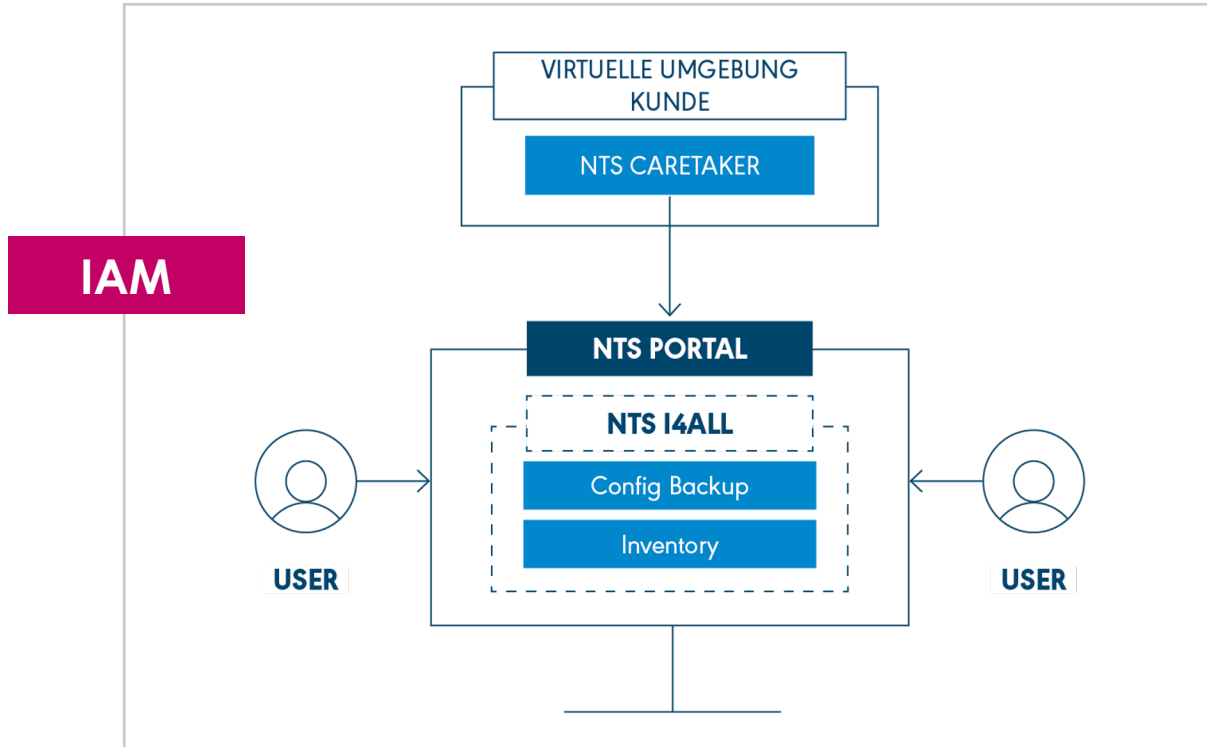 VIRTUELLE UMGEBUNG
KUNDE
NTS CARETAKER
IAM
NTS PORTAL
NTS I4ALL
Config Backup
Inventory
USER
USER